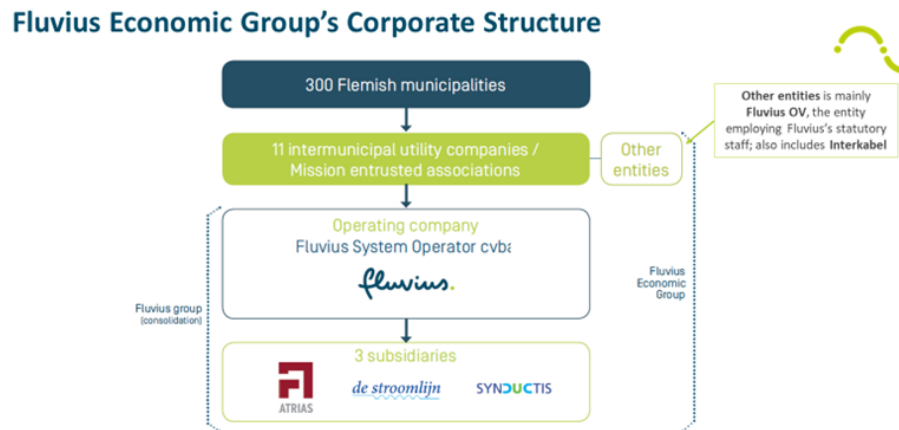 Fluvius Economic Group's Corporate Structure
300 Flemish municipalities
11 intermunicipal utility companies /
Mission entrusted associations
Other
entities
Other entities is mainly
Fluvius OV, the entity
employing Fluvius's statutory
staff; also includes Interkabel
Operating company
Fluvius System Operator cvba
fluvius.
Fluvius group
(consolidation)
Fluvius
Economic
Group
3 subsidiaries
ATRIAS
de stroomlijn
SYNDUCTIS